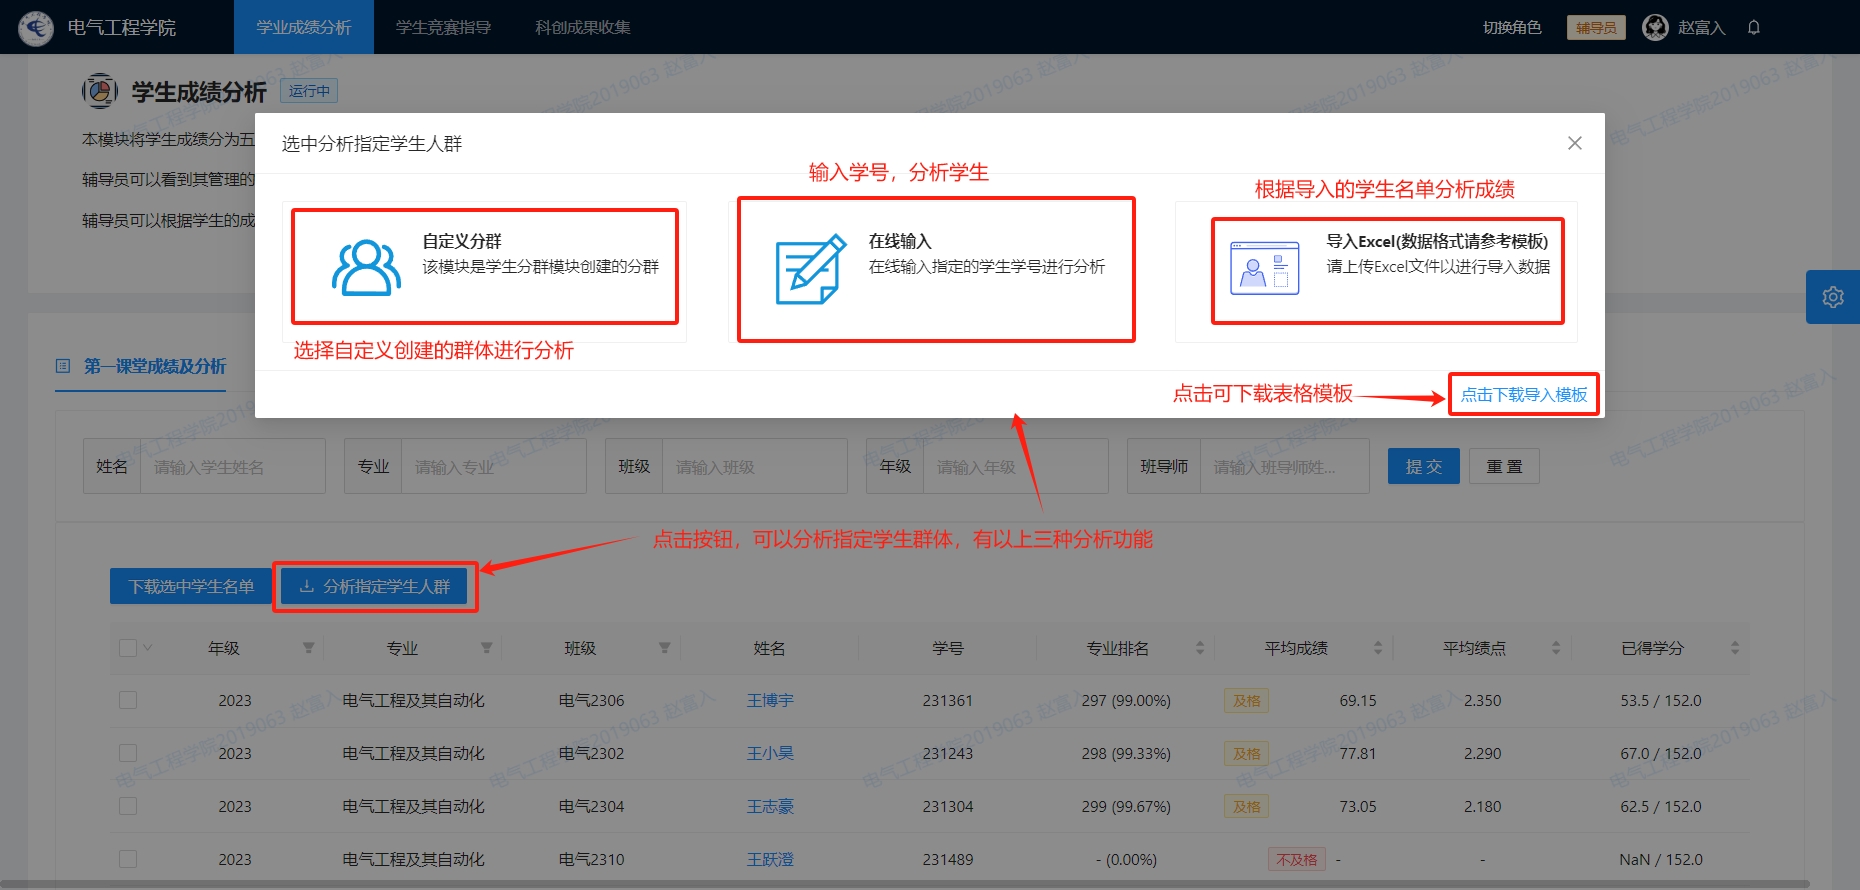 电气工程学院
学业成绩分析
学生竞赛指导
科创成果收集
切换角色
辅导员
赵富入
学生成绩分析
运行中
本模块将学生成绩分为五
辅导员可以看到其管理的
辅导员可以根据学生的成
选中分析指定学生人群
输入学号，分析学生
根据导入的学生名单分析成绩
自定义分群
该模块是学生分群模块创建的分群
在线输入
在线输入指定的学生学号进行分析
导入Excel(数据格式请参考模板)
请上传Excel文件以进行导入数据
选择自定义创建的群体进行分析
点击可下载表格模板
点击下载导入模板
第一课堂成绩及分析
姓名 请输入学生姓名
专业 请输入专业
班级 请输入班级
年级 请输入年级
班导师 请输入班导师姓...
提 交
重 置
点击按钮，可以分析指定学生群体，有以上三种分析功能
下载选中学生名单
分析指定学生人群
年级 专业 班级 姓名 学号 专业排名 平均成绩 平均绩点 已得学分
2023 电气工程及其自动化 电气2306 王博宇 231361 297 (99.00%) 及格 69.15 2.350 53.5 / 152.0
2023 电气工程及其自动化 电气2302 王小昊 231243 298 (99.33%) 及格 77.81 2.290 67.0 / 152.0
2023 电气工程及其自动化 电气2304 王志豪 231304 299 (99.67%) 及格 73.05 2.180 62.5 / 152.0
2023 电气工程及其自动化 电气2310 王跃澄 231489 - (0.00%) 不及格 - - NaN / 152.0
电气工程学院2019063 赵富入